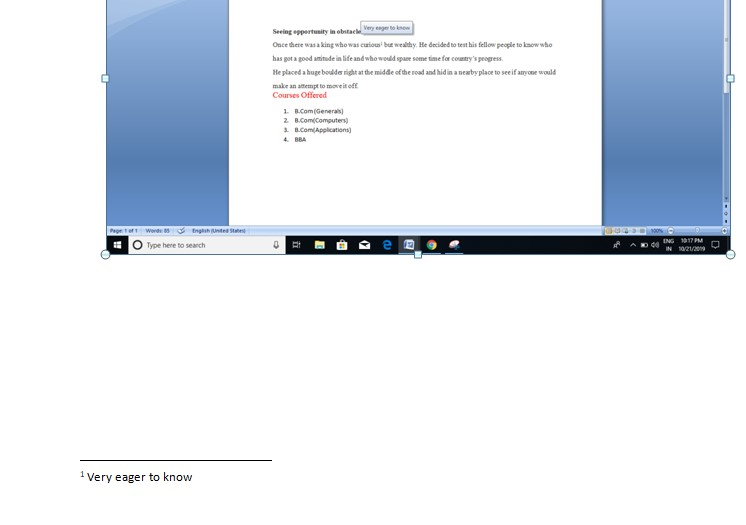 Very eager to know
Seeing opportunity in obstacle
Once there was a king who was curious¹ but wealthy. He decided to test his fellow people to know who
has got a good attitude in life and who would spare some time for country's progress.
He placed a huge boulder right at the middle of the road and hid in a nearby place to see if anyone would
make an attempt to move it off.
Courses Offered
1. B.Com(Generals)
2. B.Com(Computers)
3. B.Com(Applications)
4. BBA
Page: 1 of 1 Words: 85 English (United States) 100%
Type here to search ENG 10:17 PM
IN 10/21/2019
¹ Very eager to know